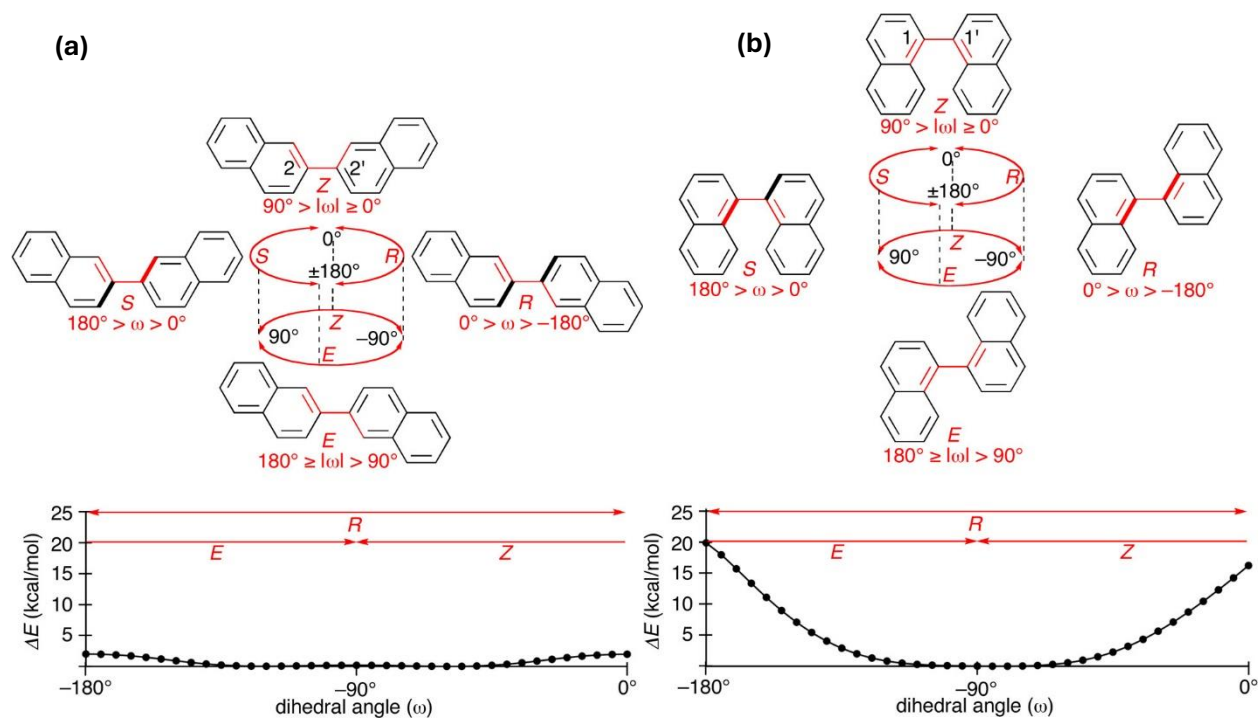 (a)
2 2'
Z
90° > |ω| ≥ 0°
S 0° R
±180°
S
180° > ω > 0°
R
0° > ω > −180°
Z
90° −90°
E
E
180° ≥ |ω| > 90°
25
20
15
10
5
ΔE (kcal/mol)
R
E Z
−180° −90° 0°
dihedral angle (ω)
(b)
1 1'
Z
90° > |ω| ≥ 0°
S 0° R
±180°
S
180° > ω > 0°
R
0° > ω > −180°
Z
90° −90°
E
E
180° ≥ |ω| > 90°
25
20
15
10
5
ΔE (kcal/mol)
R
E Z
−180° −90° 0°
dihedral angle (ω)